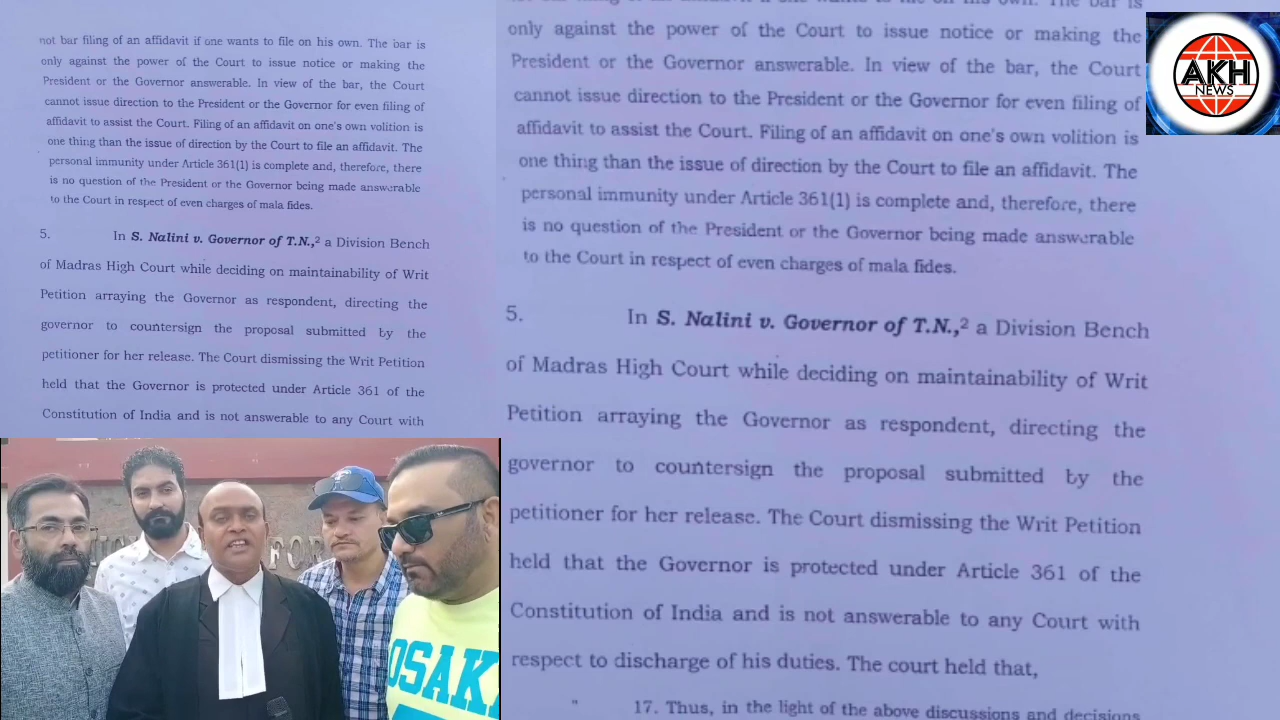 not bar filing of an affidavit if one wants to file on his own. The bar is
only against the power of the Court to issue notice or making the
President or the Governor answerable. In view of the bar, the Court
cannot issue direction to the President or the Governor for even filing of
affidavit to assist the Court. Filing of an affidavit on one's own volition is
one thing than the issue of direction by the Court to file an affidavit. The
personal immunity under Article 361(1) is complete and, therefore, there
is no question of the President or the Governor being made answerable
to the Court in respect of even charges of mala fides.
5. In S. Nalini v. Governor of T.N.,2 a Division Bench
of Madras High Court while deciding on maintainability of Writ
Petition arraying the Governor as respondent, directing the
governor to countersign the proposal submitted by the
petitioner for her release. The Court dismissing the Writ Petition
held that the Governor is protected under Article 361 of the
Constitution of India and is not answerable to any Court with
only against the power of the Court to issue notice or making the
President or the Governor answerable. In view of the bar, the Court
cannot issue direction to the President or the Governor for even filing of
affidavit to assist the Court. Filing of an affidavit on one's own volition is
one thing than the issue of direction by the Court to file an affidavit. The
personal immunity under Article 361(1) is complete and, therefore, there
is no question of the President or the Governor being made answerable
to the Court in respect of even charges of mala fides.
5. In S. Nalini v. Governor of T.N.,2 a Division Bench
of Madras High Court while deciding on maintainability of Writ
Petition arraying the Governor as respondent, directing the
governor to countersign the proposal submitted by the
petitioner for her release. The Court dismissing the Writ Petition
held that the Governor is protected under Article 361 of the
Constitution of India and is not answerable to any Court with
respect to discharge of his duties. The court held that,
" 17. Thus, in the light of the above discussions and decisions
AKH
NEWS
OSAK